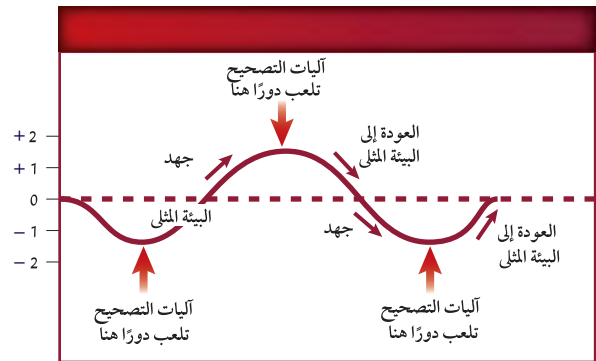 آليات التصحيح
تلعب دورًا هنا
العودة إلى
البيئة المثلى
جهد
+ 2
+ 1
0
− 1
− 2
البيئة المثلى
جهد
العودة إلى
البيئة المثلى
آليات التصحيح
تلعب دورًا هنا
آليات التصحيح
تلعب دورًا هنا